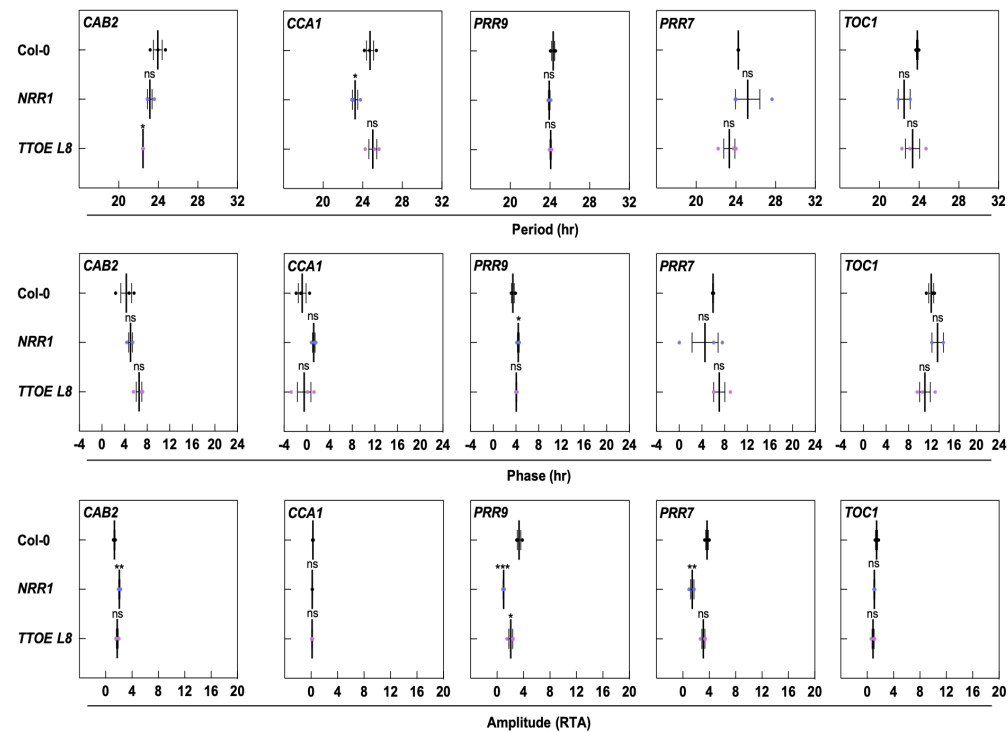 CAB2 CCA1 PRR9 PRR7 TOC1
Col-0
ns * ns ns ns
NRR1
* ns ns ns ns
TTOE L8
20 24 28 32 20 24 28 32 20 24 28 32 20 24 28 32 20 24 28 32
Period (hr)
CAB2 CCA1 PRR9 PRR7 TOC1
Col-0
ns ns * ns ns
NRR1
ns ns ns ns ns
TTOE L8
-4 0 4 8 12 16 20 24 -4 0 4 8 12 16 20 24 -4 0 4 8 12 16 20 24 -4 0 4 8 12 16 20 24 -4 0 4 8 12 16 20 24
Phase (hr)
CAB2 CCA1 PRR9 PRR7 TOC1
Col-0
** ns *** ** ns
NRR1
ns ns * ns ns
TTOE L8
0 4 8 12 16 20 0 4 8 12 16 20 0 4 8 12 16 20 0 4 8 12 16 20 0 4 8 12 16 20
Amplitude (RTA)